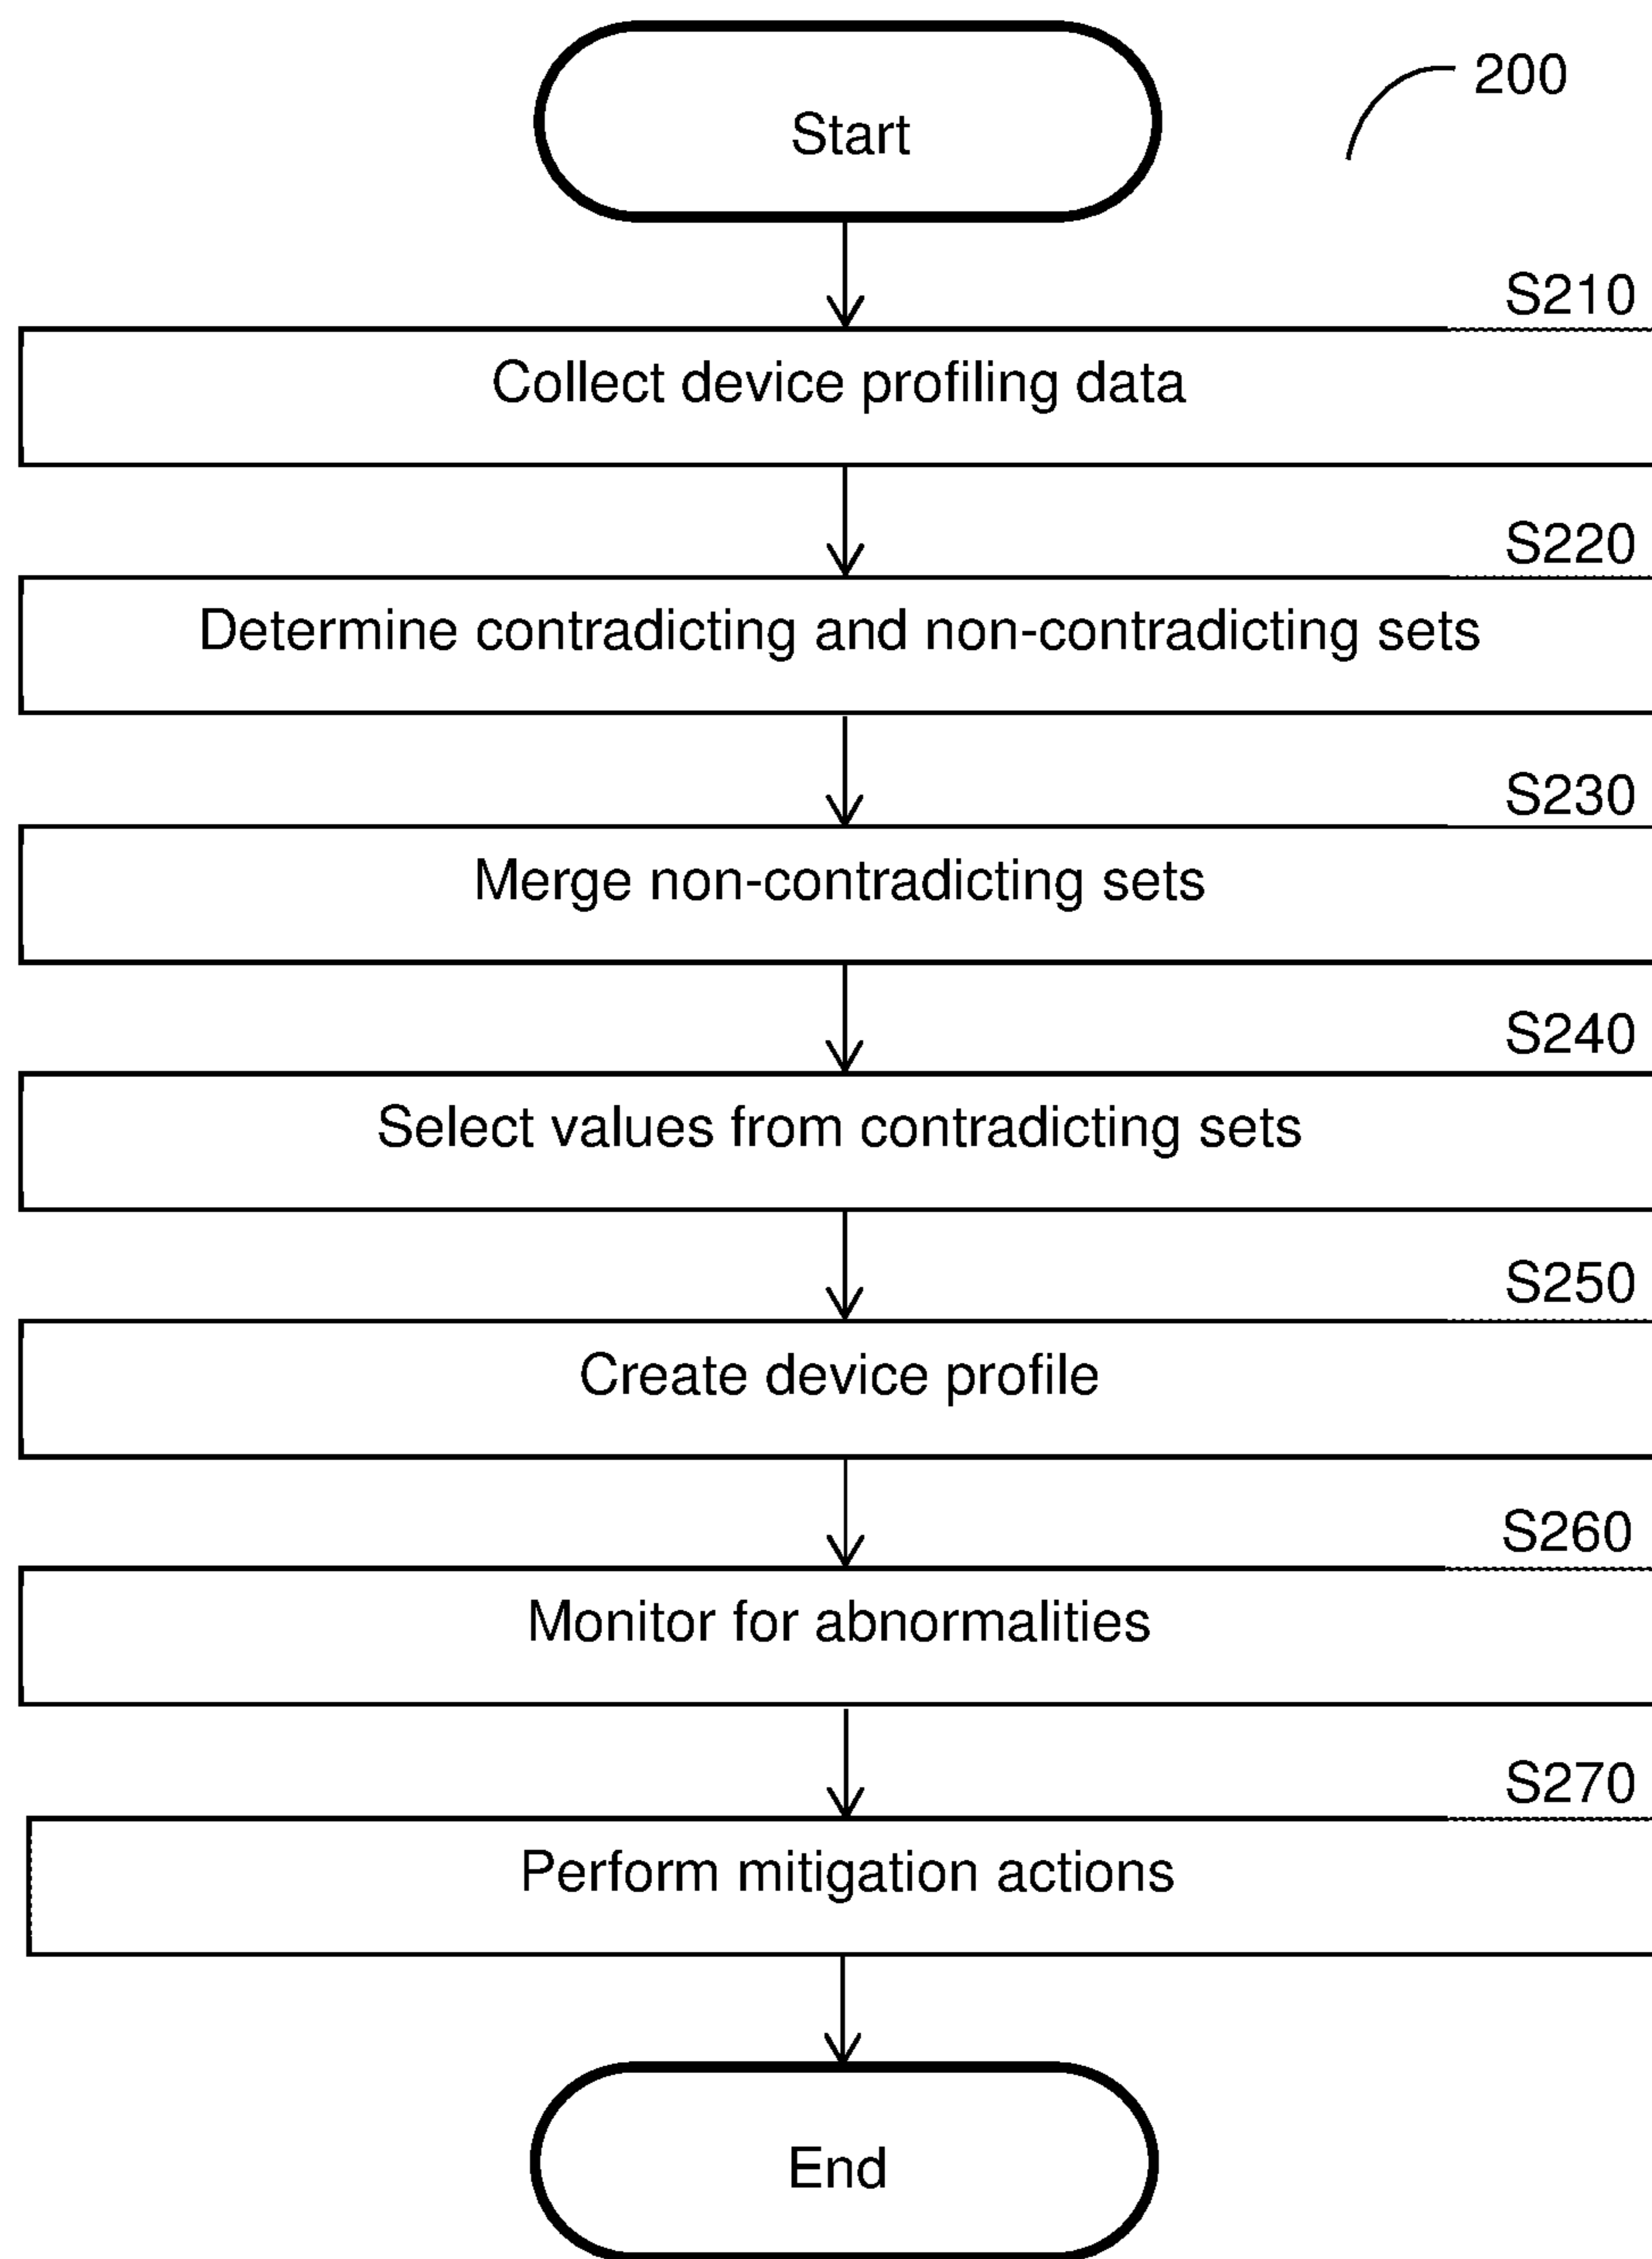 Start
200
S210
Collect device profiling data
S220
Determine contradicting and non-contradicting sets
S230
Merge non-contradicting sets
S240
Select values from contradicting sets
S250
Create device profile
S260
Monitor for abnormalities
S270
Perform mitigation actions
End